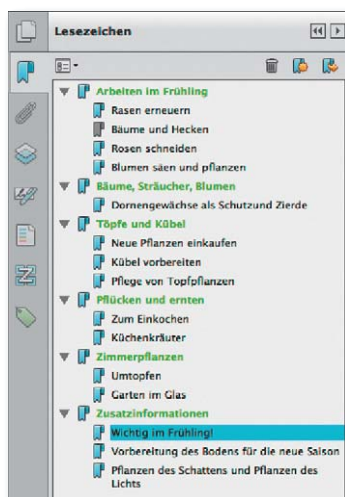 Lesezeichen
Arbeiten im Frühling
Rasen erneuern
Bäume und Hecken
Rosen schneiden
Blumen säen und pflanzen
Bäume, Sträucher, Blumen
Dornengewächse als Schutzund Zierde
Töpfe und Kübel
Neue Pflanzen einkaufen
Kübel vorbereiten
Pflege von Topfpflanzen
Pflücken und ernten
Zum Einkochen
Küchenkräuter
Zimmerpflanzen
Umtopfen
Garten im Glas
Zusatzinformationen
Wichtig im Frühling!
Vorbereitung des Bodens für die neue Saison
Pflanzen des Schattens und Pflanzen des
Lichts